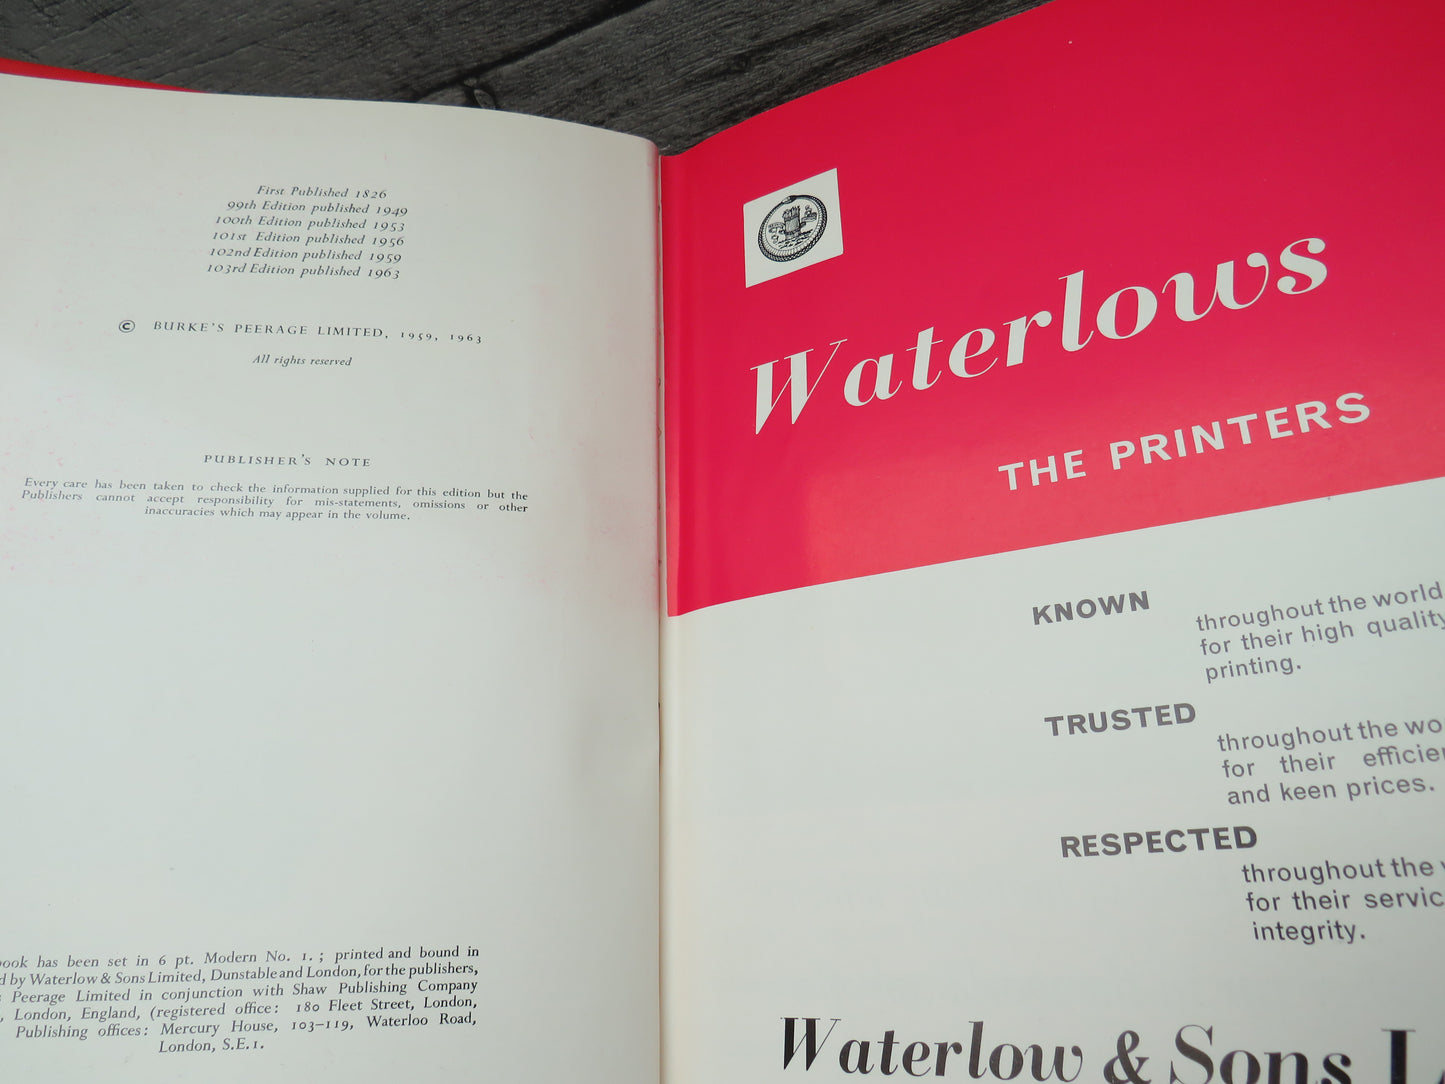 First Published 1826
99th Edition published 1949
100th Edition published 1953
101st Edition published 1956
102nd Edition published 1959
103rd Edition published 1963
© BURKE'S PEERAGE LIMITED, 1959, 1963
All rights reserved
PUBLISHER'S NOTE
Every care has been taken to check the information supplied for this edition but the
Publishers cannot accept responsibility for mis-statements, omissions or other
inaccuracies which may appear in the volume.
book has been set in 6 pt. Modern No. 1.; printed and bound in
by Waterlow & Sons Limited, Dunstable and London, for the publishers,
Peerage Limited in conjunction with Shaw Publishing Company
London, England, (registered office: 180 Fleet Street, London,
Publishing offices: Mercury House, 103–119, Waterloo Road,
London, S.E.1.
Waterlows
THE PRINTERS
KNOWN
throughout the world
for their high quality
printing.
TRUSTED
throughout the
for their
and keen prices.
RESPECTED
throughout the
for their
integrity.
Waterlow & Sons